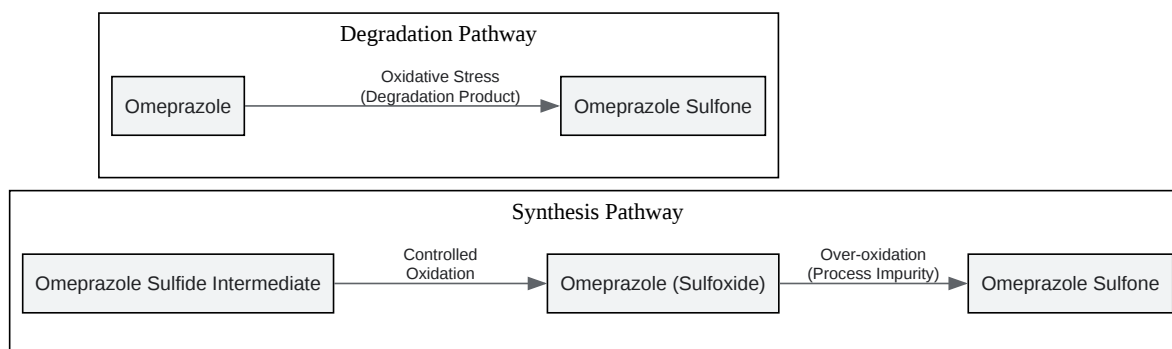 Degradation Pathway
Omeprazole
Oxidative Stress
(Degradation Product)
Omeprazole Sulfone
Synthesis Pathway
Omeprazole Sulfide Intermediate
Controlled
Oxidation
Omeprazole (Sulfoxide)
Over-oxidation
(Process Impurity)
Omeprazole Sulfone